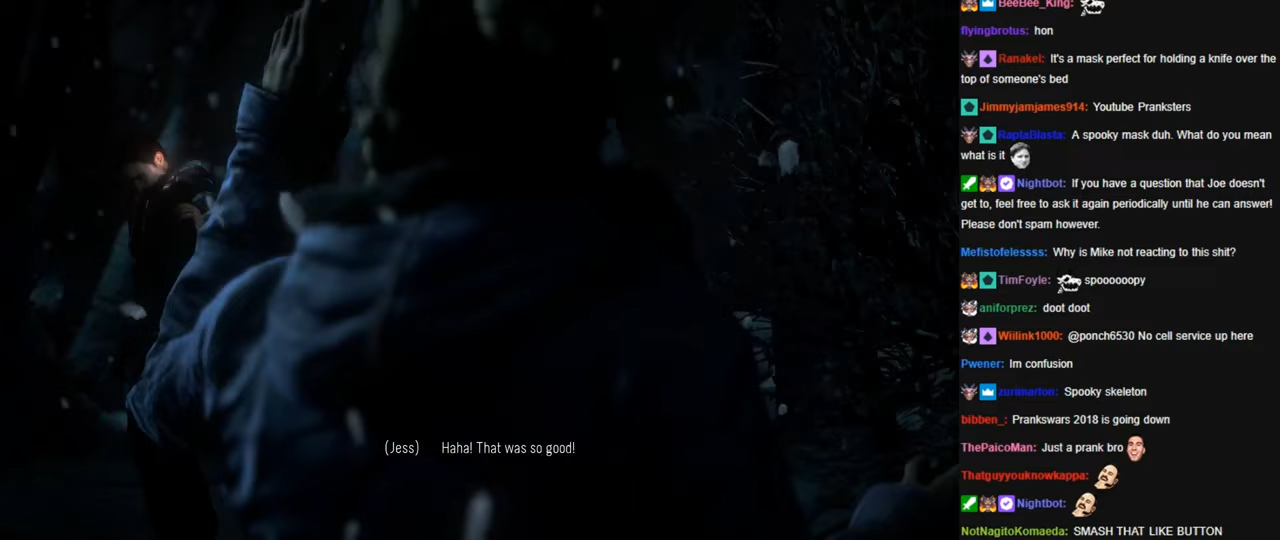 (Jess) Haha! That was so good!
BeeBee_King:
flyingbrotus: hon
Ranakel: It's a mask perfect for holding a knife over the
top of someone's bed
Jimmyjamjames914: Youtube Pranksters
RaptaBlasta: A spooky mask duh. What do you mean
what is it
Nightbot: If you have a question that Joe doesn't
get to, feel free to ask it again periodically until he can answer!
Please don't spam however.
Mefistofelessss: Why is Mike not reacting to this shit?
TimFoyle: spoooooopy
aniforprez: doot doot
Wiilink1000: @ponch6530 No cell service up here
Pwener: Im confusion
zurimarton: Spooky skeleton
bibben_: Prankswars 2018 is going down
ThePaicoMan: Just a prank bro
Thatguyyouknowkappa:
Nightbot:
NotNagitoKomaeda: SMASH THAT LIKE BUTTON